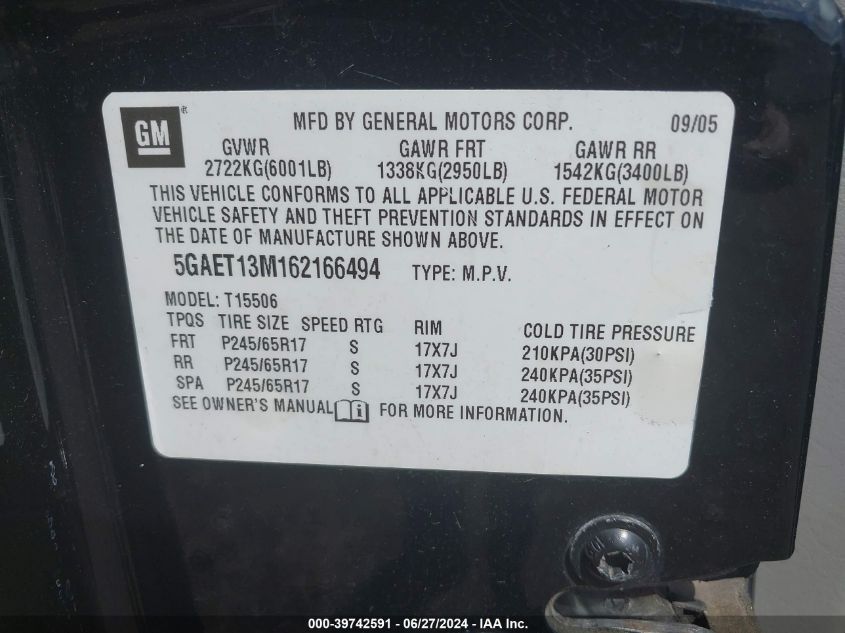 GM ®
MFD BY GENERAL MOTORS CORP. 09/05
GVWR GAWR FRT GAWR RR
2722KG(6001LB) 1338KG(2950LB) 1542KG(3400LB)
THIS VEHICLE CONFORMS TO ALL APPLICABLE U.S. FEDERAL MOTOR
VEHICLE SAFETY AND THEFT PREVENTION STANDARDS IN EFFECT ON
THE DATE OF MANUFACTURE SHOWN ABOVE.
5GAET13M162166494 TYPE: M.P.V.
MODEL: T15506
TPQS TIRE SIZE SPEED RTG RIM COLD TIRE PRESSURE
FRT P245/65R17 S 17X7J 210KPA(30PSI)
RR P245/65R17 S 17X7J 240KPA(35PSI)
SPA P245/65R17 S 17X7J 240KPA(35PSI)
SEE OWNER'S MANUAL FOR MORE INFORMATION.
000-39742591 - 06/27/2024 - IAA Inc.